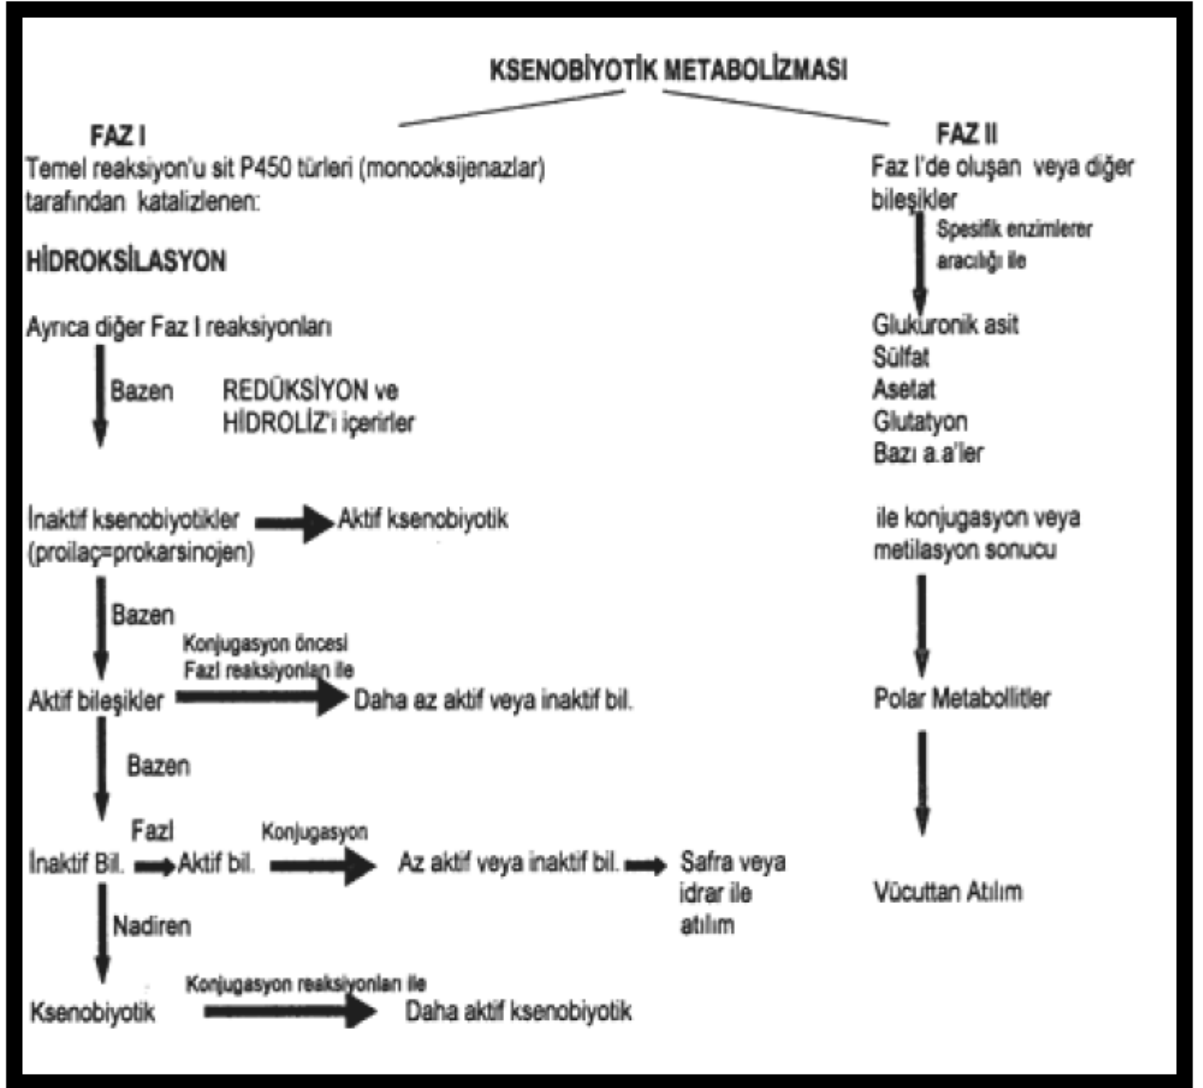 KSENOBİYOTİK METABOLİZMASI
FAZ I
Temel reaksiyon'u sit P450 türleri (monooksijenazlar)
tarafından katalizlenen:
HİDROKSİLASYON
Ayrıca diğer Faz I reaksiyonları
Bazen
REDÜKSİYON ve
HİDROLİZ'i içerirler
İnaktif ksenobiyotikler
(proilaç=prokarsinojen)
Aktif ksenobiyotik
Bazen
Konjugasyon öncesi
FazI reaksiyonları ile
Aktif bileşikler
Daha az aktif veya inaktif bil.
Bazen
FazI
Konjugasyon
İnaktif Bil.
Aktif bil.
Az aktif veya inaktif bil.
Safra veya
idrar ile
atılım
Nadiren
Konjugasyon reaksiyonları ile
Ksenobiyotik
Daha aktif ksenobiyotik
FAZ II
Faz I'de oluşan veya diğer
bileşikler
Spesifik enzimlerer
aracılığı ile
Glukuronik asit
Sülfat
Asetat
Glutatyon
Bazı a.a'ler
ile konjugasyon veya
metilasyon sonucu
Polar Metabollitler
Vücuttan Atılım